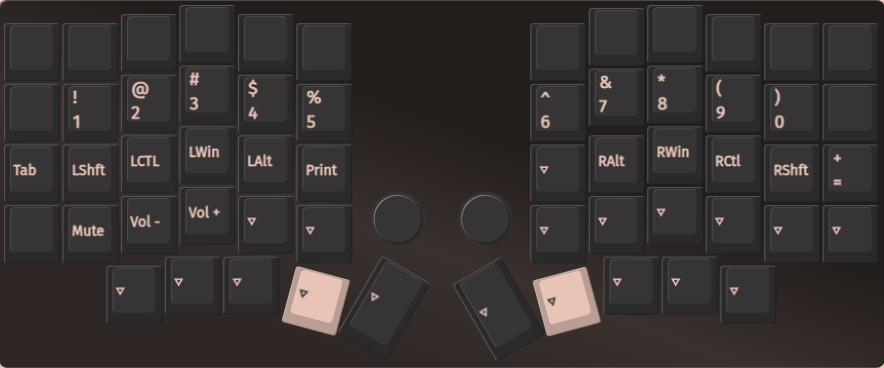 ! @ # $ % ^ & * ( )
1 2 3 4 5 6 7 8 9 0
Tab LShft LCTL LWin LAlt Print ▽ RAlt RWin RCtl RShft + =
Mute Vol - Vol + ▽ ▽ ▽ ▽ ▽ ▽ ▽ ▽
▽ ▽ ▽ ▽ ▽ ▽ ▽ ▽ ▽ ▽